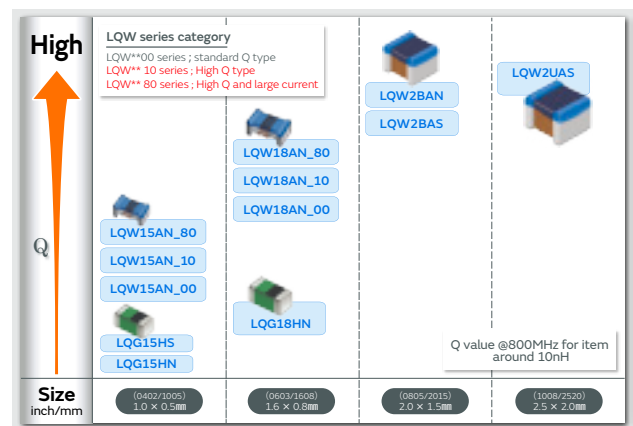 High
LQW series category
LQW**00 series ; standard Q type
LQW** 10 series ; High Q type
LQW** 80 series ; High Q and large current
LQW2BAN
LQW2BAS
LQW2UAS
LQW18AN_80
LQW18AN_10
LQW18AN_00
LQW15AN_80
LQW15AN_10
LQW15AN_00
Q
LQG18HN
LQG15HS
LQG15HN
Q value @800MHz for item
around 10nH
Size
inch/mm
(0402/1005)
1.0 × 0.5㎜
(0603/1608)
1.6 × 0.8㎜
(0805/2015)
2.0 × 1.5㎜
(1008/2520)
2.5 × 2.0㎜